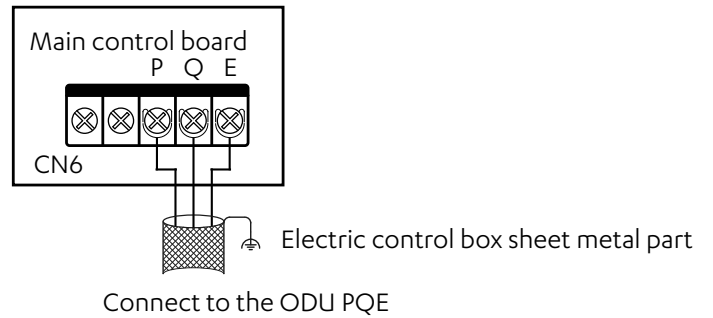 Main control board
P Q E
CN6
Electric control box sheet metal part
Connect to the ODU PQE